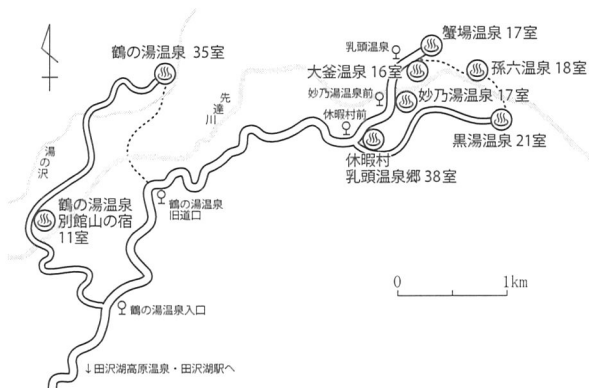 鶴の湯温泉 35室
乳頭温泉
蟹場温泉 17室
大釜温泉 16室
孫六温泉 18室
妙乃湯温泉前
妙乃湯温泉 17室
先達川
休暇村前
黒湯温泉 21室
湯の沢
休暇村
乳頭温泉郷 38室
鶴の湯温泉
別館山の宿
11室
鶴の湯温泉
旧道口
0 1km
鶴の湯温泉入口
↓田沢湖高原温泉・田沢湖駅へ